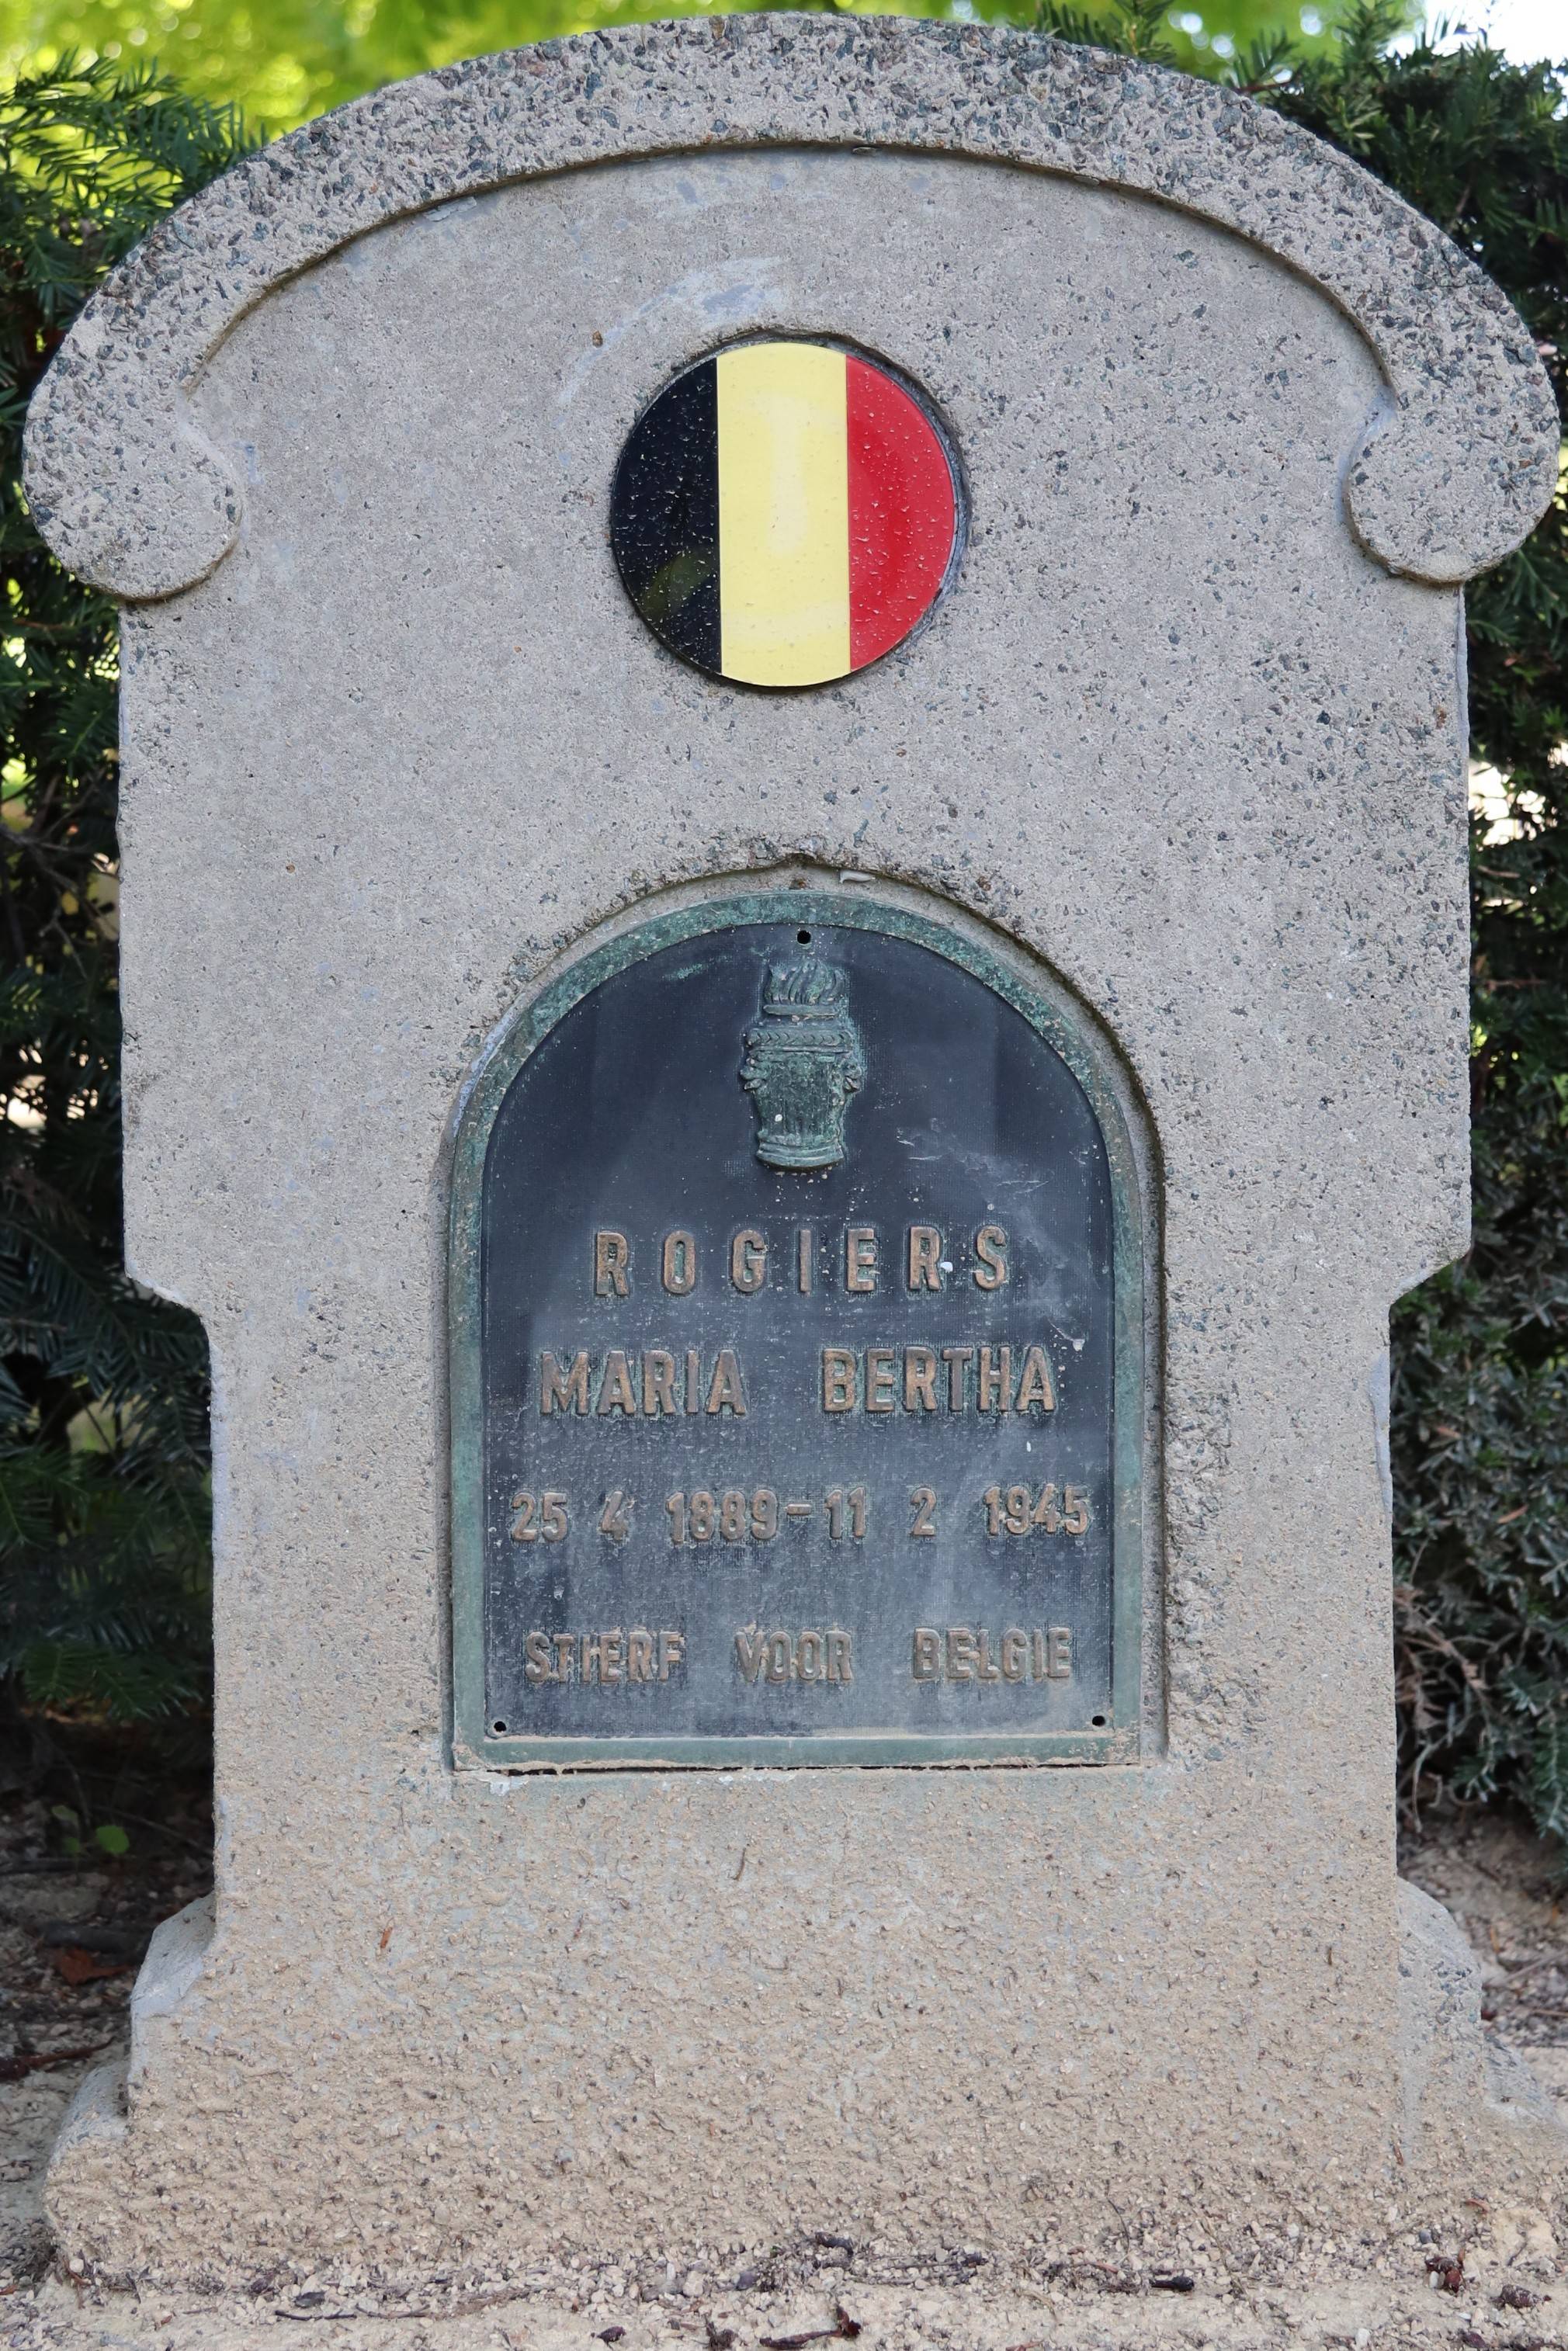 ROGIERS
MARIA BERTHA
25 4 1889-11 2 1945
STIERF VOOR BELGIE